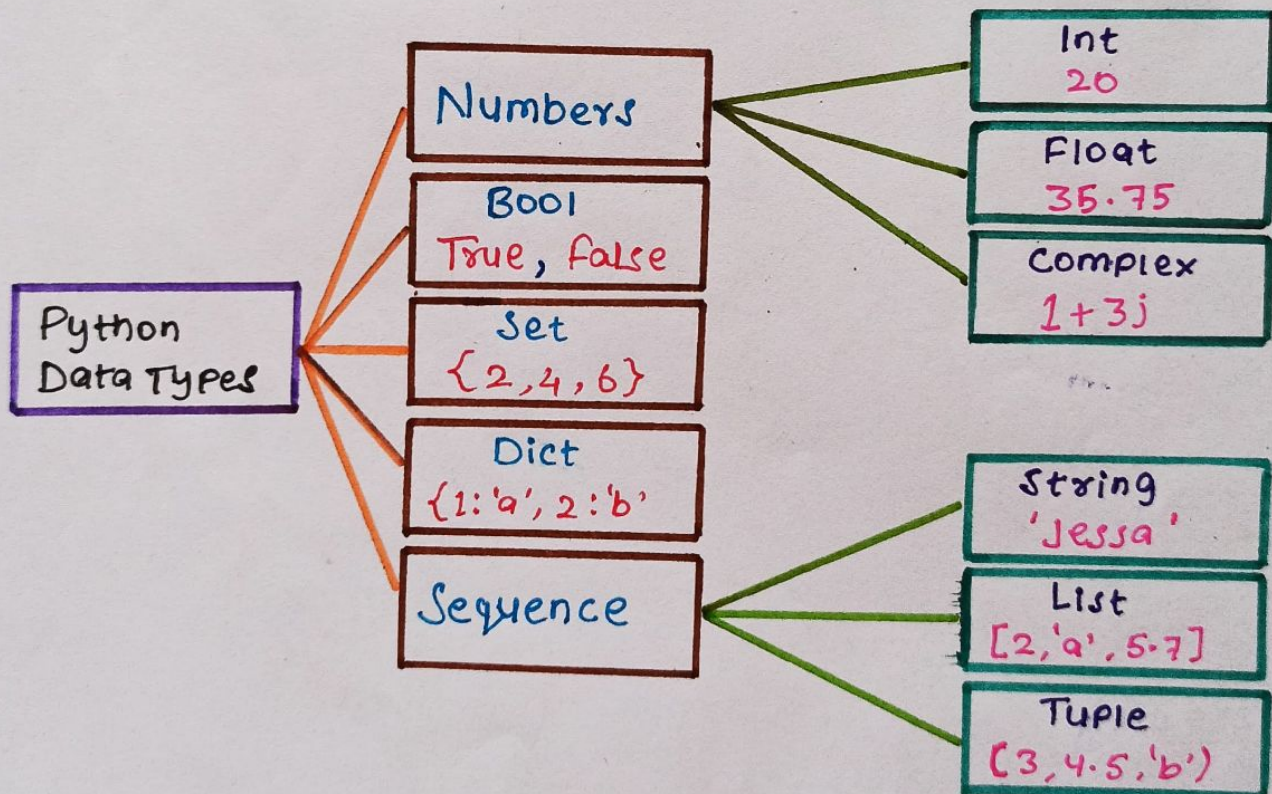 Python
Data Types
Numbers
Bool
True, False
Set
{2,4,6}
Dict
{1:'a', 2:'b'
Sequence
Int
20
Float
35.75
Complex
1+3j
String
'Jessa'
List
[2,'a',5.7]
Tuple
(3,4.5,'b')